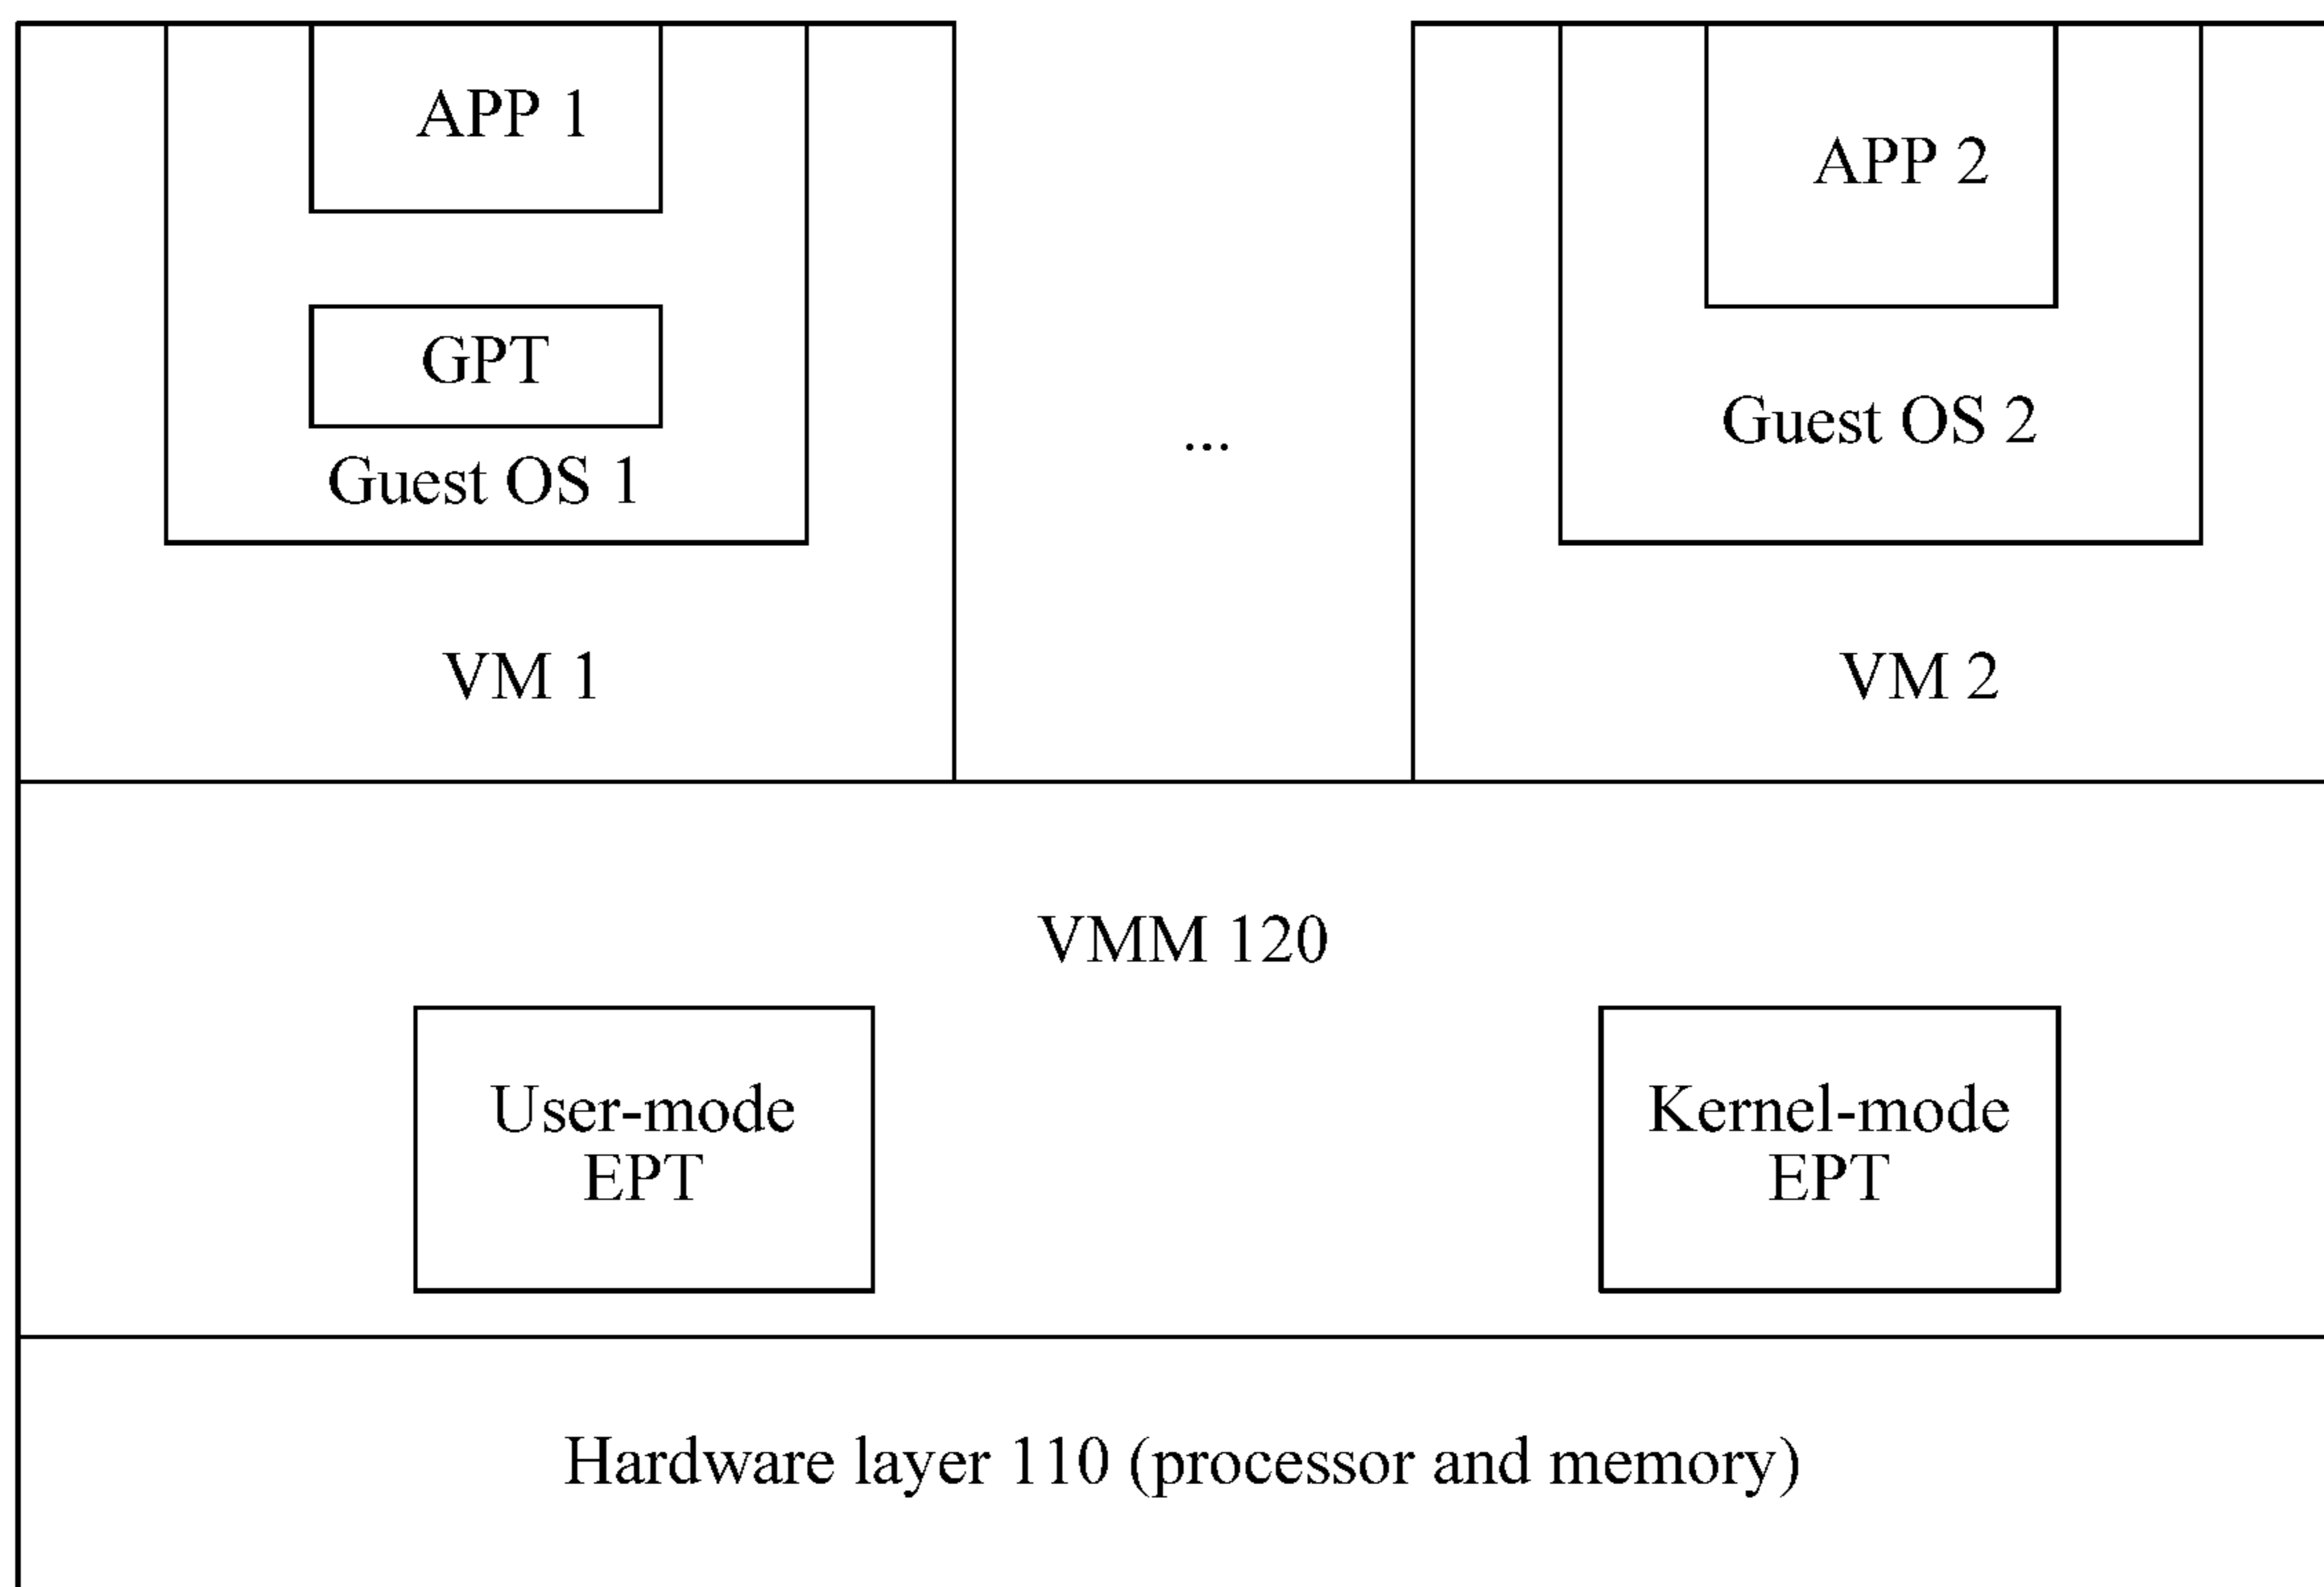 APP 1
GPT
Guest OS 1
VM 1
...
APP 2
Guest OS 2
VM 2
VMM 120
User-mode
EPT
Kernel-mode
EPT
Hardware layer 110 (processor and memory)